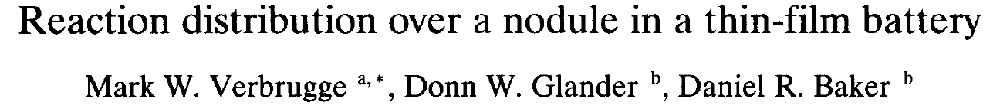 Reaction distribution over a nodule in a thin-film battery
Mark W. Verbrugge a,*, Donn W. Glander b, Daniel R. Baker b